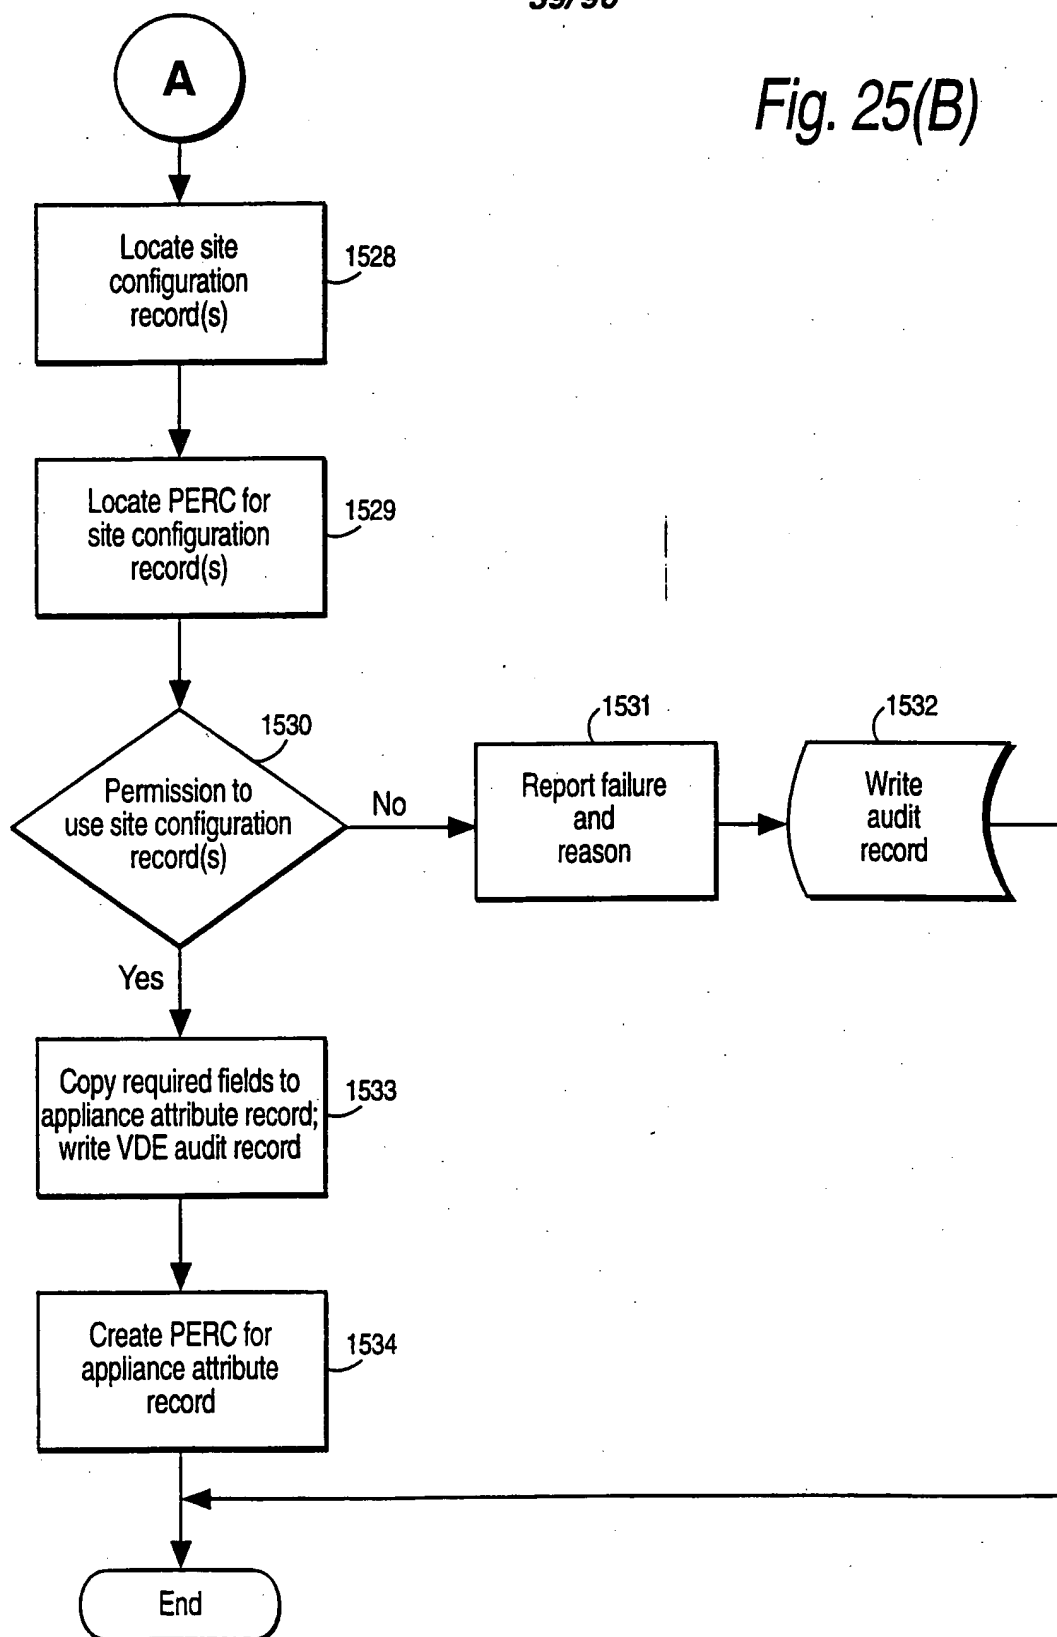 Fig. 25(B)
A
Locate site
configuration
record(s)
1528
Locate PERC for
site configuration
record(s)
1529
1530
Permission to
use site configuration
record(s)
No
Yes
1531
Report failure
and
reason
1532
Write
audit
record
Copy required fields to
appliance attribute record;
write VDE audit record
1533
Create PERC for
appliance attribute
record
1534
End